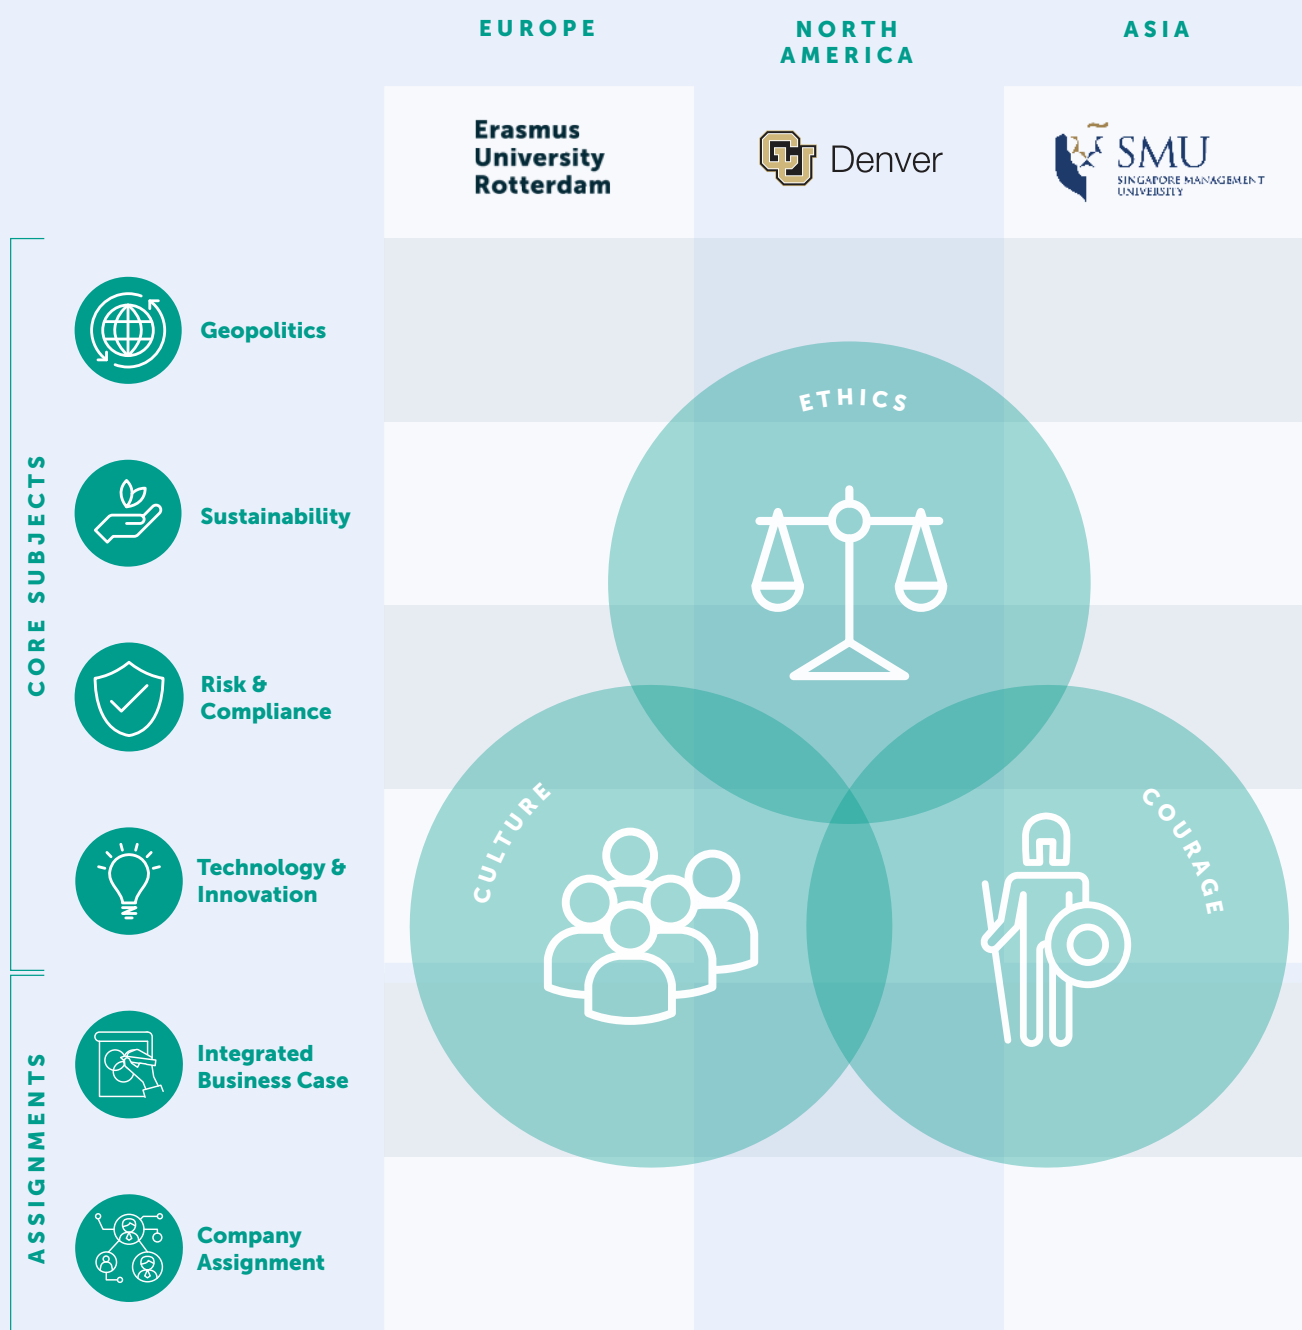 EUROPE
NORTH
AMERICA
ASIA
Erasmus
University
Rotterdam
CU Denver
SMU
SINGAPORE MANAGEMENT
UNIVERSITY
CORE SUBJECTS
Geopolitics
Sustainability
Risk &
Compliance
Technology &
Innovation
ASSIGNMENTS
Integrated
Business Case
Company
Assignment
ETHICS
CULTURE
COURAGE